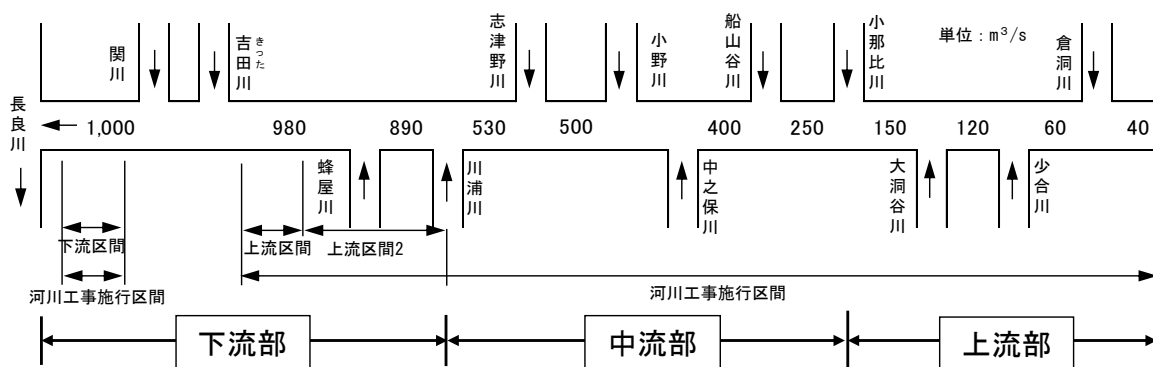 関川
吉田川
きった
志津野川
小野川
船山谷川
小那比川
単位：m³/s
倉洞川
長良川
1,000
980
890
530
500
400
250
150
120
60
40
蜂屋川
川浦川
中之保川
大洞谷川
少合川
下流区間
上流区間
上流区間2
河川工事施行区間
河川工事施行区間
下流部
中流部
上流部